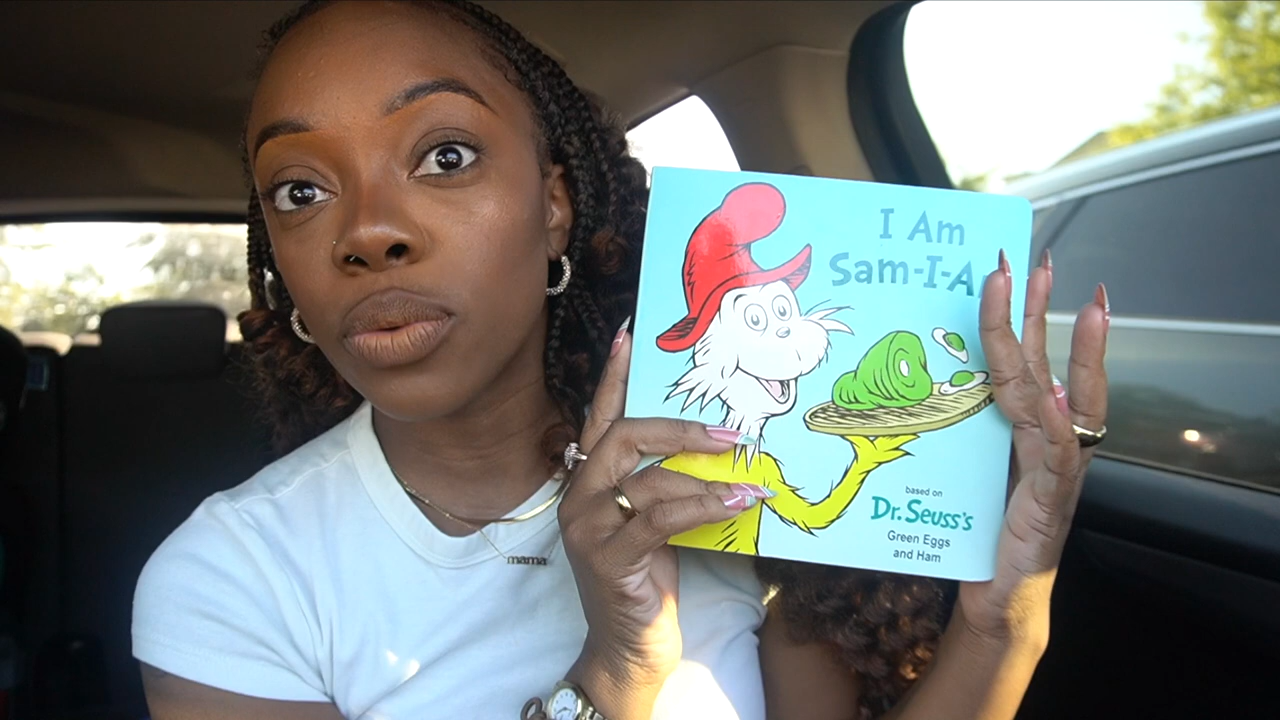 I Am
Sam-I-A
based on
Dr. Seuss's
Green Eggs
and Ham
mama